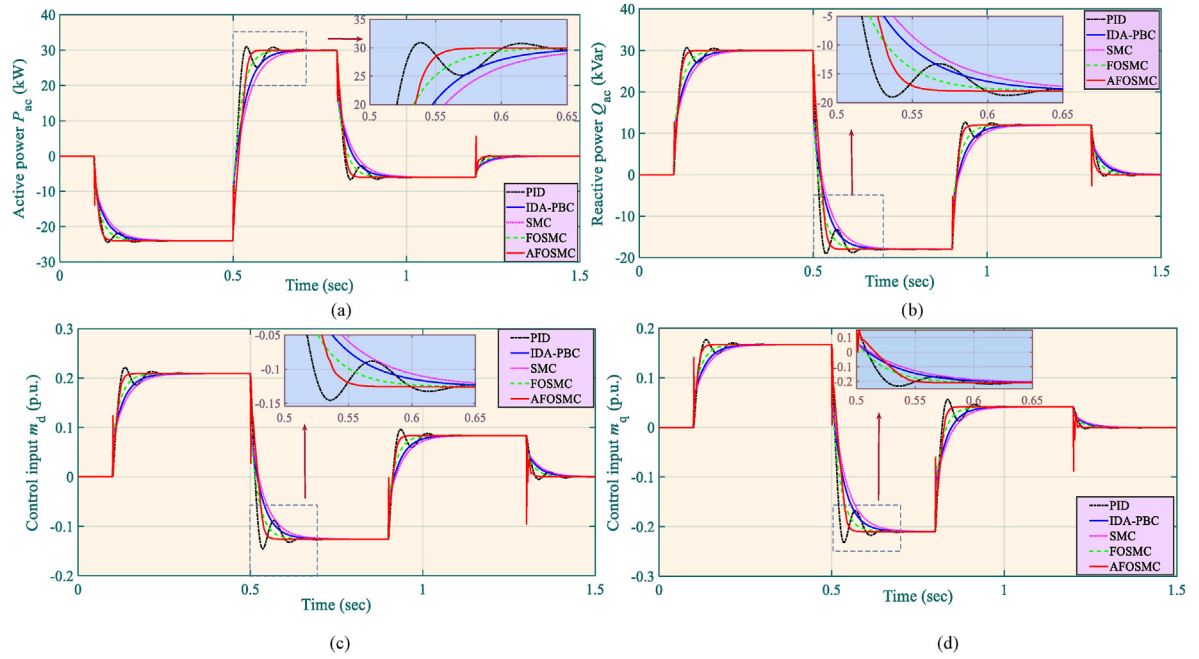 (a)
Active power Pac (kW)
40
30
20
10
0
-10
-20
-30
35
30
25
20
0.5
0.55
0.6
0.65
PID
IDA-PBC
SMC
FOSMC
AFOSMC
0
0.5
1
1.5
Time (sec)
(a)
Reactive power Qac (kVar)
40
30
20
10
0
-10
-20
-5
-10
-15
-20
0.5
0.55
0.6
0.65
PID
IDA-PBC
SMC
FOSMC
AFOSMC
0
0.5
1
1.5
Time (sec)
(b)
Control input md (p.u.)
0.3
0.2
0.1
0
-0.1
-0.2
-0.05
-0.1
-0.15
0.5
0.55
0.6
0.65
PID
IDA-PBC
SMC
FOSMC
AFOSMC
0
0.5
1
1.5
Time (sec)
(c)
Control input mq (p.u.)
0.2
0.1
0
-0.1
-0.2
-0.3
0.1
0
-0.1
-0.2
0.5
0.55
0.6
0.65
PID
IDA-PBC
SMC
FOSMC
AFOSMC
0
0.5
1
1.5
Time (sec)
(d)